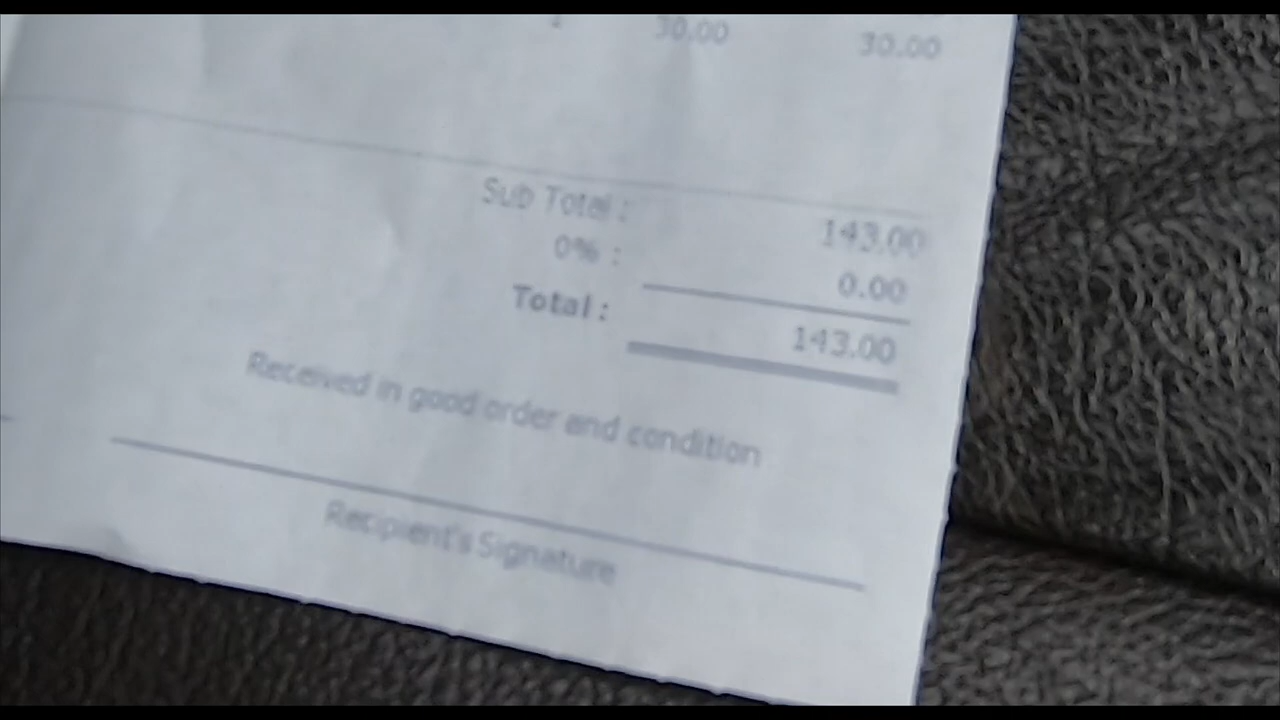 1 30.00 30.00
Sub Total : 143.00
0% : 0.00
Total : 143.00
Received in good order and condition
Recipient's Signature